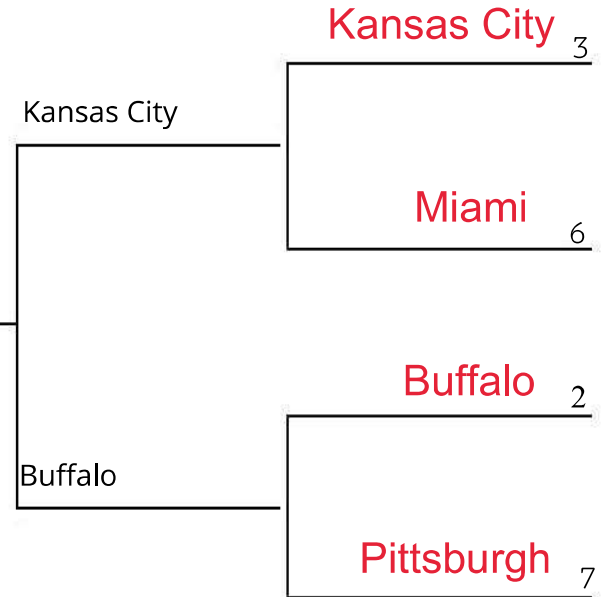 Kansas City 3
Kansas City
Miami 6
Buffalo 2
Buffalo
Pittsburgh 7